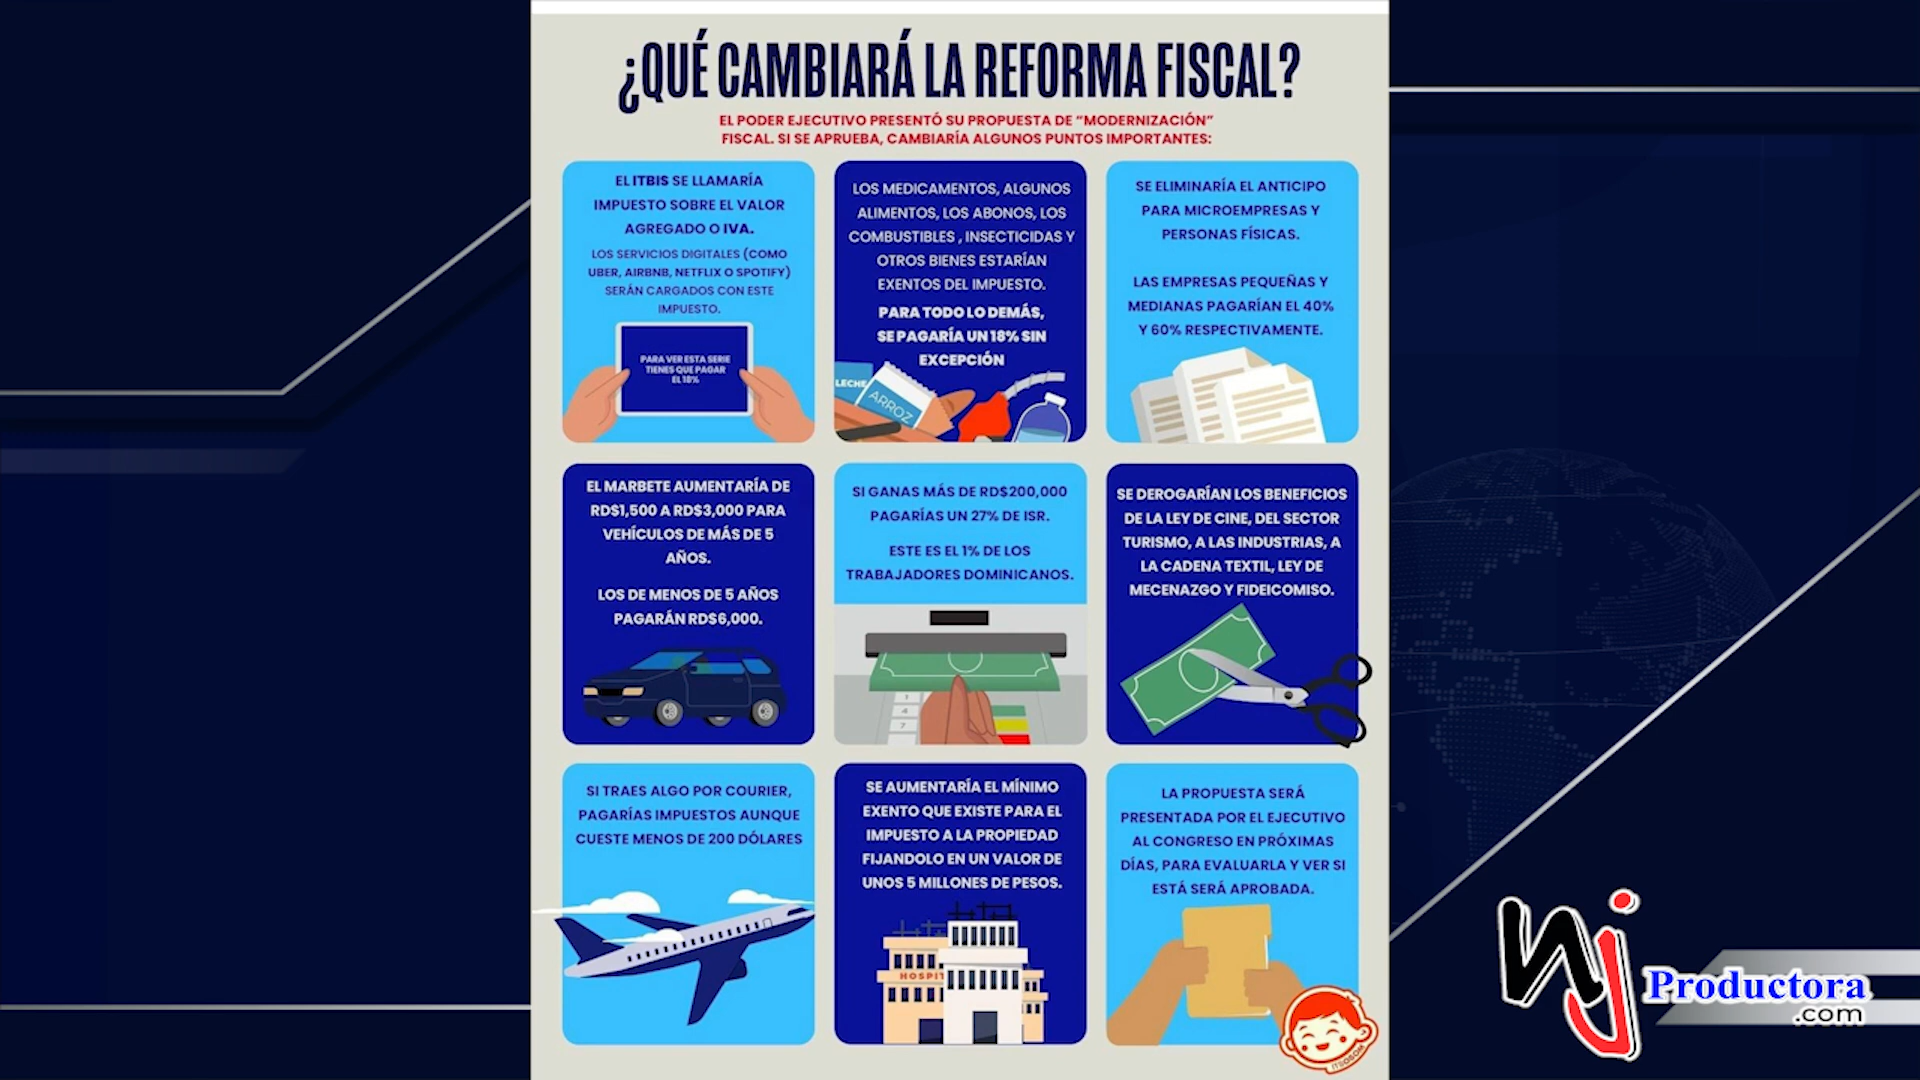 ¿QUÉ CAMBIARÁ LA REFORMA FISCAL?
EL PODER EJECUTIVO PRESENTÓ SU PROPUESTA DE “MODERNIZACIÓN”
FISCAL. SI SE APRUEBA, CAMBIARÍA ALGUNOS PUNTOS IMPORTANTES:
EL ITBIS SE LLAMARÍA
IMPUESTO SOBRE EL VALOR
AGREGADO O IVA.
LOS SERVICIOS DIGITALES (COMO
UBER, AIRBNB, NETFLIX O SPOTIFY)
SERÁN CARGADOS CON ESTE
IMPUESTO.
PARA VER ESTA SERIE
TIENES QUE PAGAR
EL 18%
LOS MEDICAMENTOS, ALGUNOS
ALIMENTOS, LOS ABONOS, LOS
COMBUSTIBLES , INSECTICIDAS Y
OTROS BIENES ESTARÍAN
EXENTOS DEL IMPUESTO.
PARA TODO LO DEMÁS,
SE PAGARÍA UN 18% SIN
EXCEPCIÓN
LECHE
ARROZ
SE ELIMINARÍA EL ANTICIPO
PARA MICROEMPRESAS Y
PERSONAS FÍSICAS.
LAS EMPRESAS PEQUEÑAS Y
MEDIANAS PAGARÍAN EL 40%
Y 60% RESPECTIVAMENTE.
EL MARBETE AUMENTARÍA DE
RD$1,500 A RD$3,000 PARA
VEHÍCULOS DE MÁS DE 5
AÑOS.
LOS DE MENOS DE 5 AÑOS
PAGARÁN RD$6,000.
SI GANAS MÁS DE RD$200,000
PAGARÍAS UN 27% DE ISR.
ESTE ES EL 1% DE LOS
TRABAJADORES DOMINICANOS.
1
4
7
SE DEROGARÍAN LOS BENEFICIOS
DE LA LEY DE CINE, DEL SECTOR
TURISMO, A LAS INDUSTRIAS, A
LA CADENA TEXTIL, LEY DE
MECENAZGO Y FIDEICOMISO.
SI TRAES ALGO POR COURIER,
PAGARÍAS IMPUESTOS AUNQUE
CUESTE MENOS DE 200 DÓLARES
SE AUMENTARÍA EL MÍNIMO
EXENTO QUE EXISTE PARA EL
IMPUESTO A LA PROPIEDAD
FIJANDOLO EN UN VALOR DE
UNOS 5 MILLONES DE PESOS.
HOSPIT
LA PROPUESTA SERÁ
PRESENTADA POR EL EJECUTIVO
AL CONGRESO EN PRÓXIMAS
DÍAS, PARA EVALUARLA Y VER SI
ESTÁ SERÁ APROBADA.
nj
Productora
.com